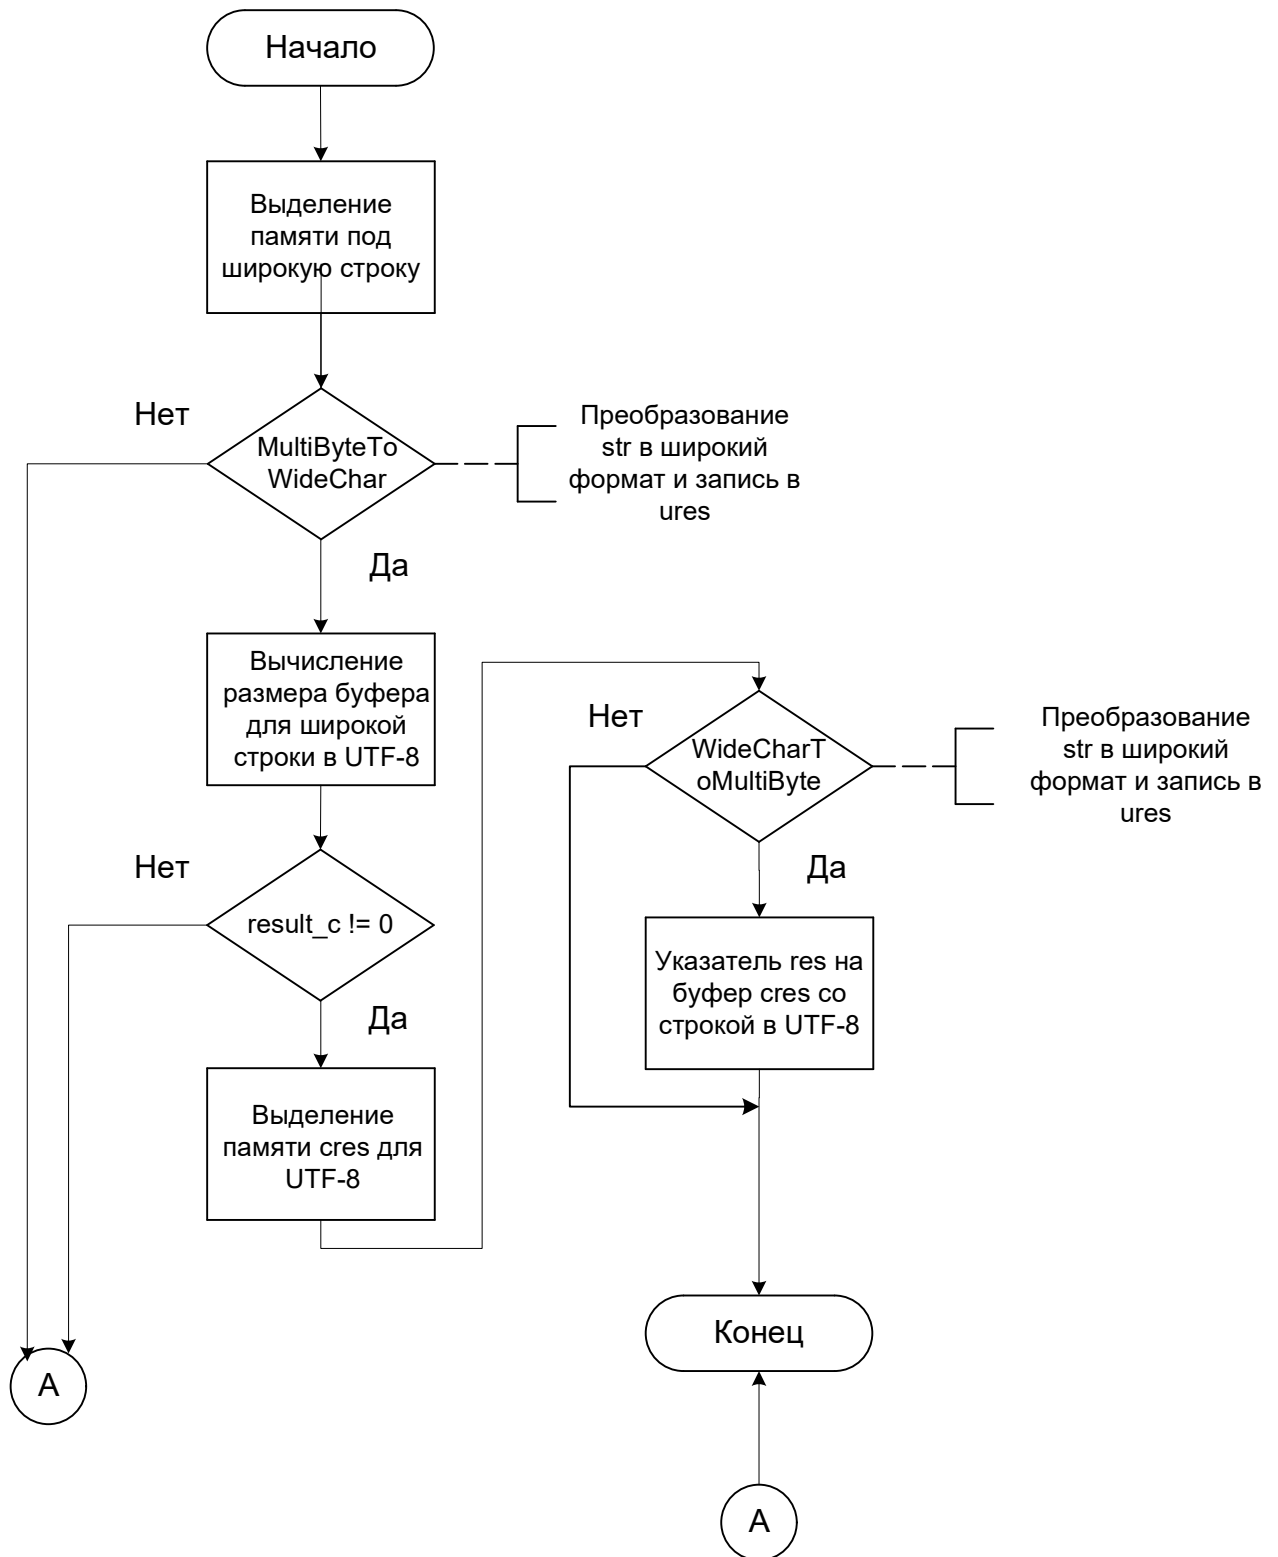 Начало
Выделение
памяти под
широкую строку
Нет
MultiByteTo
WideChar
Преобразование
str в широкий
формат и запись в
ures
Да
Вычисление
размера буфера
для широкой
строки в UTF-8
Нет
result_c != 0
Да
Выделение
памяти cres для
UTF-8
А
Нет
WideCharT
oMultiByte
Преобразование
str в широкий
формат и запись в
ures
Да
Указатель res на
буфер cres со
строкой в UTF-8
Конец
А